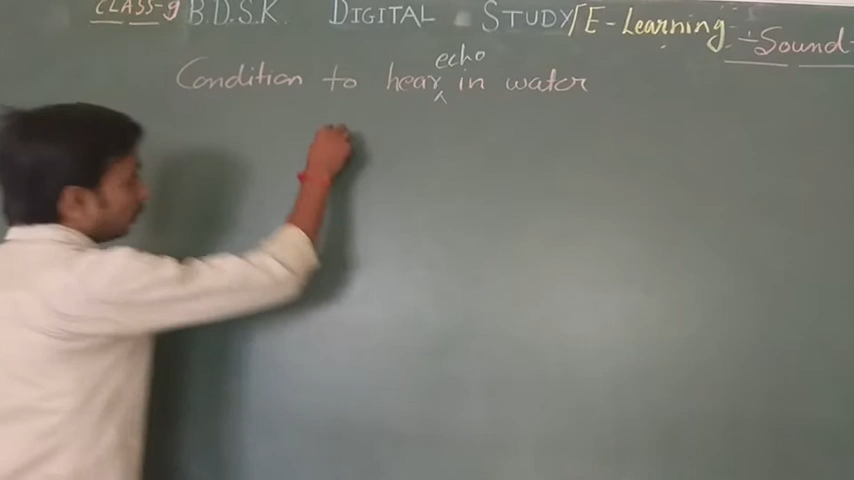 CLASS-9 B.D.S.K. DIGITAL STUDY/E-Learning -:Sound-
Condition to hear echo in water